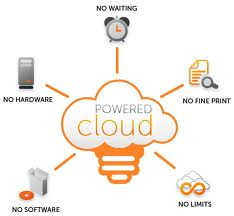 NO WAITING
NO HARDWARE
NO FINE PRINT
POWERED
cloud
NO SOFTWARE
NO LIMITS